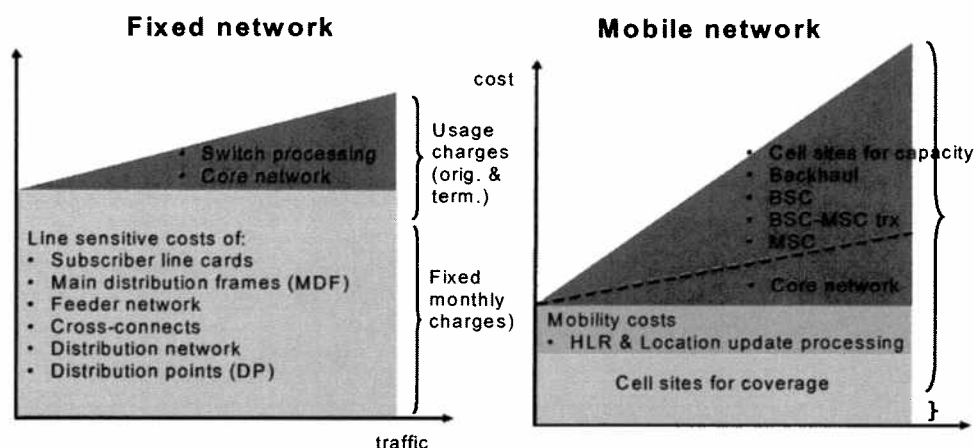 Fixed network
Mobile network
cost
Usage
charges
(orig. &
term.)
• Switch processing
• Core network
Line sensitive costs of:
• Subscriber line cards
• Main distribution frames (MDF)
• Feeder network
• Cross-connects
• Distribution network
• Distribution points (DP)
Fixed
monthly
charges)
traffic
• Cell sites for capacity
• Backhaul
• BSC
• BSC-MSC trx
• MSC
• Core network
Mobility costs
• HLR & Location update processing
Cell sites for coverage